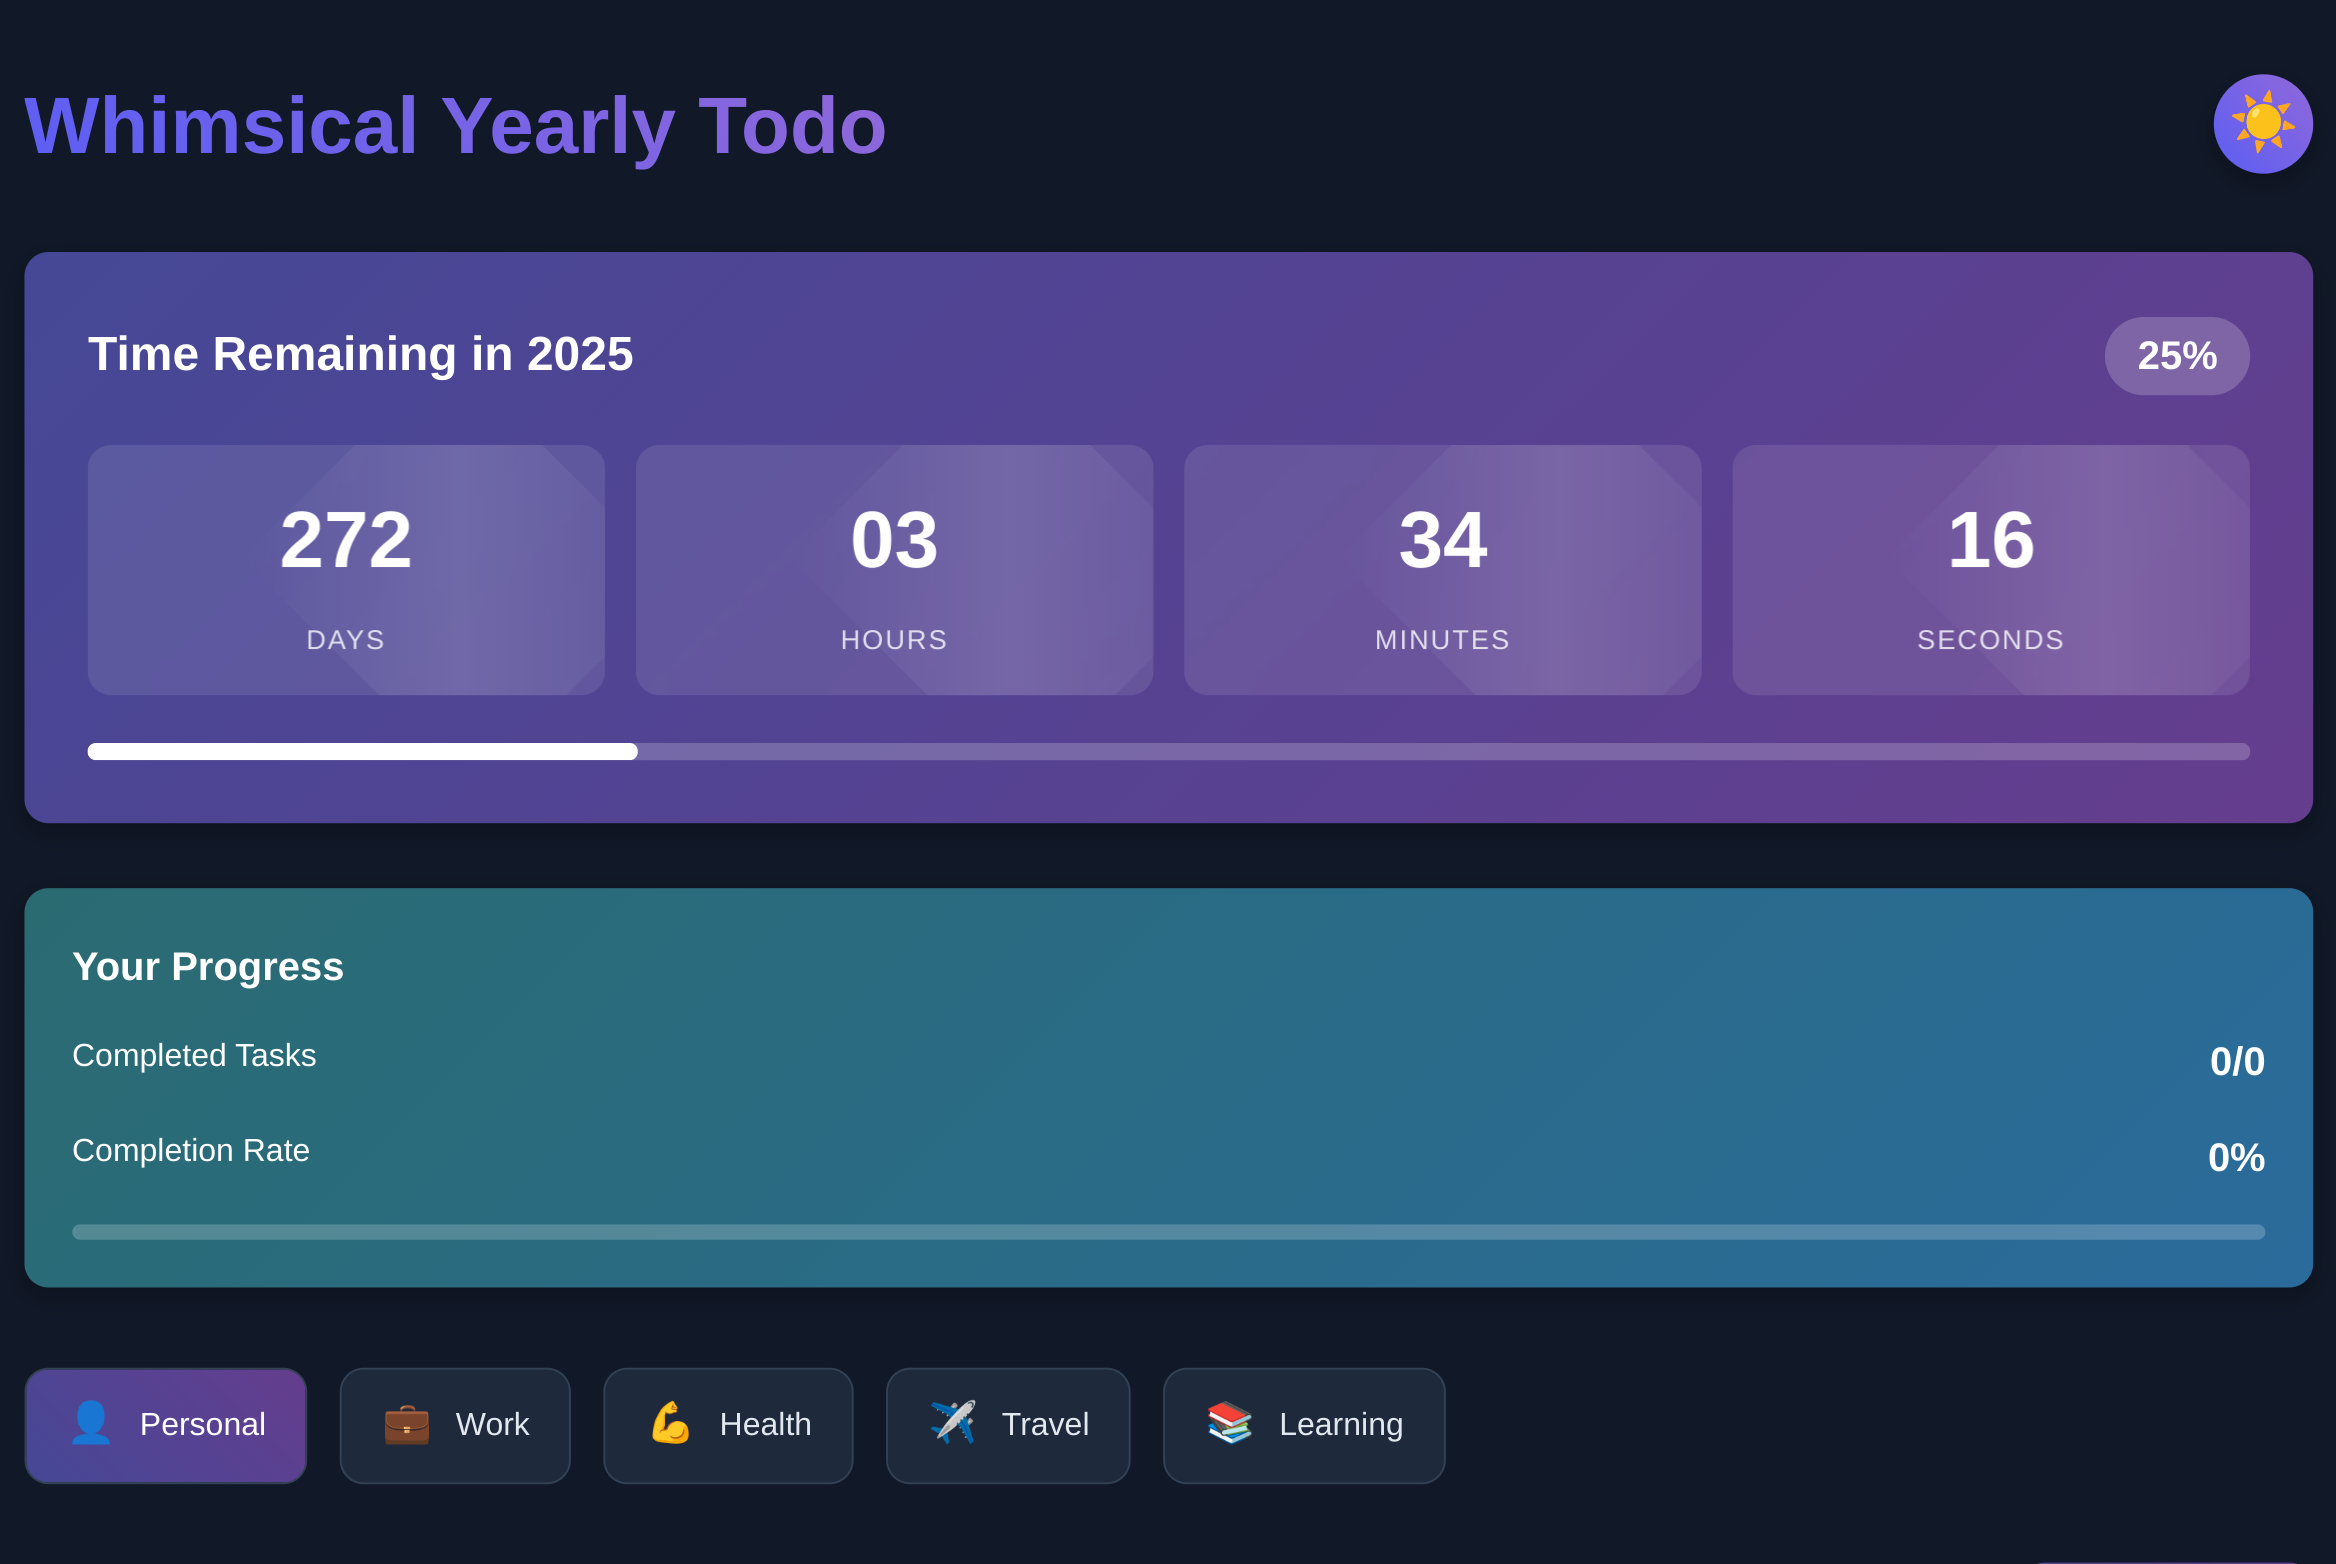 Whimsical Yearly Todo
Time Remaining in 2025
25%
272
03
34
16
DAYS
HOURS
MINUTES
SECONDS
Your Progress
Completed Tasks
0/0
Completion Rate
0%
Personal
Work
Health
Travel
Learning